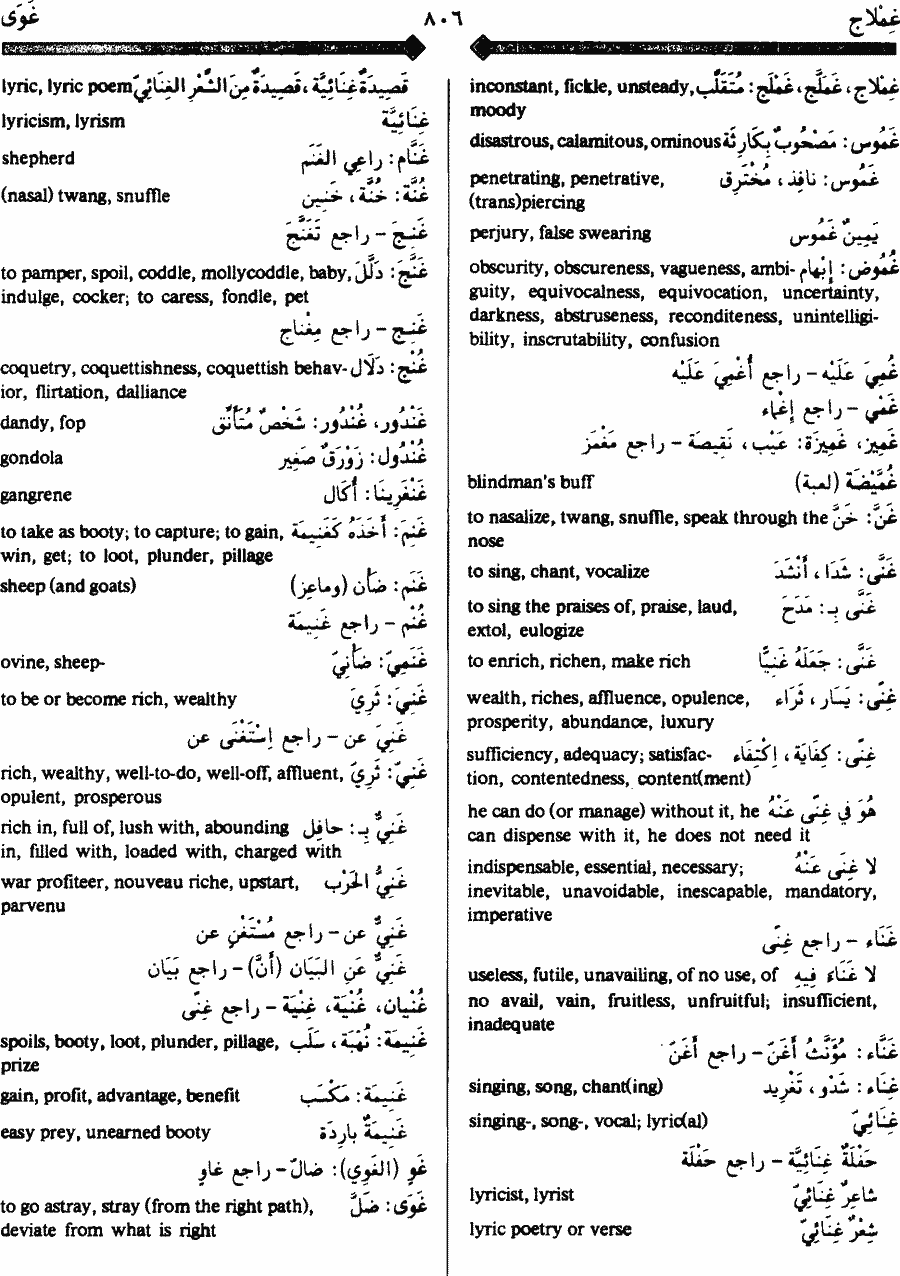 غَوَى ٨٠٦ غِمْلاج
غِمْلاج، غَمَلَّج، غَمْلَج: مُتَقَلِّب inconstant, fickle, unsteady,
moody
غَمُوس: مَصْحُوبٌ بِكَارِثَة disastrous, calamitous, ominous
غَمُوس: نافِذ، مُخْتَرِق penetrating, penetrative,
(trans)piercing
يَمِينٌ غَمُوس perjury, false swearing
غُمُوض: إبْهام obscurity, obscureness, vagueness, ambi-
guity, equivocalness, equivocation, uncertainty,
darkness, abstruseness, reconditeness, unintelligi-
bility, inscrutability, confusion
غُمِيَ عَلَيْه - راجع أُغْمِيَ عَلَيْه
غَمْي - راجع إغْماء
غَمِيز، غَمِيزَة: عَيْب، نَقِيصَة - راجع مَغْمَز
غُمَّيْضَة (لعبة) blindman's buff
غَنَّ: خَنَّ to nasalize, twang, snuffle, speak through the
nose
غَنَّى: شَدَا، أَنْشَدَ to sing, chant, vocalize
غَنَّى بِـ: مَدَحَ to sing the praises of, praise, laud,
extol, eulogize
غَنَّى: جَعَلَهُ غَنِيًّا to enrich, richen, make rich
غِنًى: يَسَار، ثَرَاء wealth, riches, affluence, opulence,
prosperity, abundance, luxury
غِنًى: كِفَايَة، إكْتِفَاء sufficiency, adequacy; satisfac-
tion, contentedness, content(ment)
هُوَ فِي غِنًى عَنْهُ he can do (or manage) without it, he
can dispense with it, he does not need it
لا غِنَى عَنْهُ indispensable, essential, necessary;
inevitable, unavoidable, inescapable, mandatory,
imperative
غَنَاء - راجع غِنًى
لا غَنَاءَ فِيه useless, futile, unavailing, of no use, of
no avail, vain, fruitless, unfruitful; insufficient,
inadequate
غَنَّاء: مُؤَنَّث أَغَنّ - راجع أَغَنّ
غِنَاء: شَدْو، تَغْرِيد singing, song, chant(ing)
غِنَائِيّ singing-, song-, vocal; lyric(al)
حَفْلَةٌ غِنَائِيَّة - راجع حَفْلَة
شاعِرٌ غِنَائِيّ lyricist, lyrist
شِعْرٌ غِنَائِيّ lyric poetry or verse
قَصِيدَةٌ غِنَائِيَّة، قَصِيدَةٌ مِنَ الشِّعْرِ الغِنَائِيّ lyric, lyric poem
غِنَائِيَّة lyricism, lyrism
غَنَّام: راعِي الغَنَم shepherd
غُنَّة: خُنَّة، خَنِين (nasal) twang, snuffle
غَنِجَ - راجع تَغَنَّجَ
غَنَّجَ: دَلَّلَ to pamper, spoil, coddle, mollycoddle, baby,
indulge, cocker; to caress, fondle, pet
غَنِج - راجع مِغْناج
غُنْج: دَلَال coquetry, coquettishness, coquettish behav-
ior, flirtation, dalliance
غَنْدُور، غُنْدُور: شَخْصٌ مُتَأَنِّق dandy, fop
غُنْدُول: زَوْرَقٌ صَغِير gondola
غَنْغَرِينَا: أُكَال gangrene
غَنِمَ: أَخَذَهُ كَغَنِيمَة to take as booty; to capture; to gain,
win, get; to loot, plunder, pillage
غَنَم: ضَأن (وماعِز) sheep (and goats)
غُنْم - راجع غَنِيمَة
غَنَمِيّ: ضَأنِيّ ovine, sheep-
غَنِيَ: ثَرِيَ to be or become rich, wealthy
غَنِيَ عن - راجع إِسْتَغْنَى عن
غَنِيّ: ثَرِيّ rich, wealthy, well-to-do, well-off, affluent,
opulent, prosperous
غَنِيٌّ بِـ: حافِل rich in, full of, lush with, abounding
in, filled with, loaded with, charged with
غَنِيُّ الحَرْب war profiteer, nouveau riche, upstart,
parvenu
غَنِيٌّ عن - راجع مُسْتَغْنٍ عن
غَنِيٌّ عَنِ البَيَان (أَنَّ) - راجع بَيَان
غُنْيَان، غُنْيَة، غِنْيَة - راجع غِنًى
غَنِيمَة: نُهْبَة، سَلَب spoils, booty, loot, plunder, pillage,
prize
غَنِيمَة: مَكْسَب gain, profit, advantage, benefit
غَنِيمَةٌ بارِدَة easy prey, unearned booty
غَوٍ (الغَوِي): ضالّ - راجع غاوٍ
غَوَى: ضَلَّ to go astray, stray (from the right path),
deviate from what is right